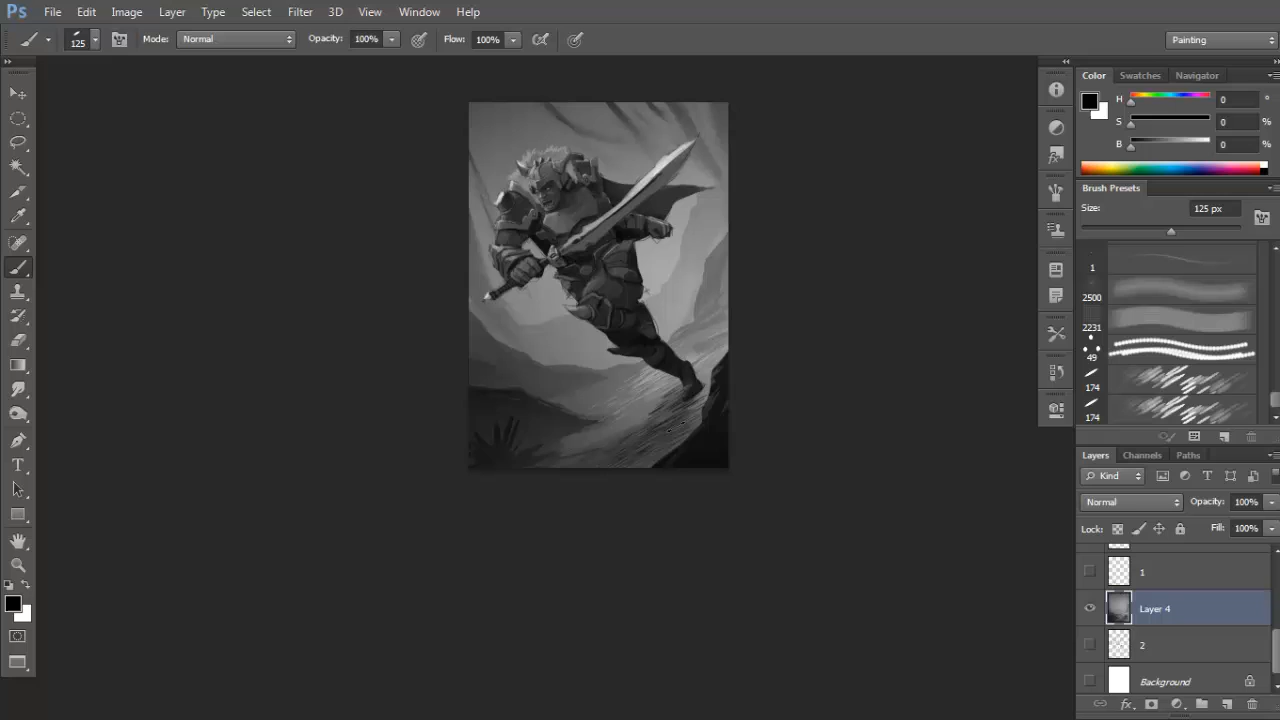 Ps File Edit Image Layer Type Select Filter 3D View Window Help
125 Mode: Normal Opacity: 100% Flow: 100% Painting
Color Swatches Navigator
H 0 °
S 0 %
B 0 %
Brush Presets
Size: 125 px
1
2500
2231
49
174
174
Layers Channels Paths
Kind
Normal Opacity: 100%
Lock: Fill: 100%
1
Layer 4
2
Background